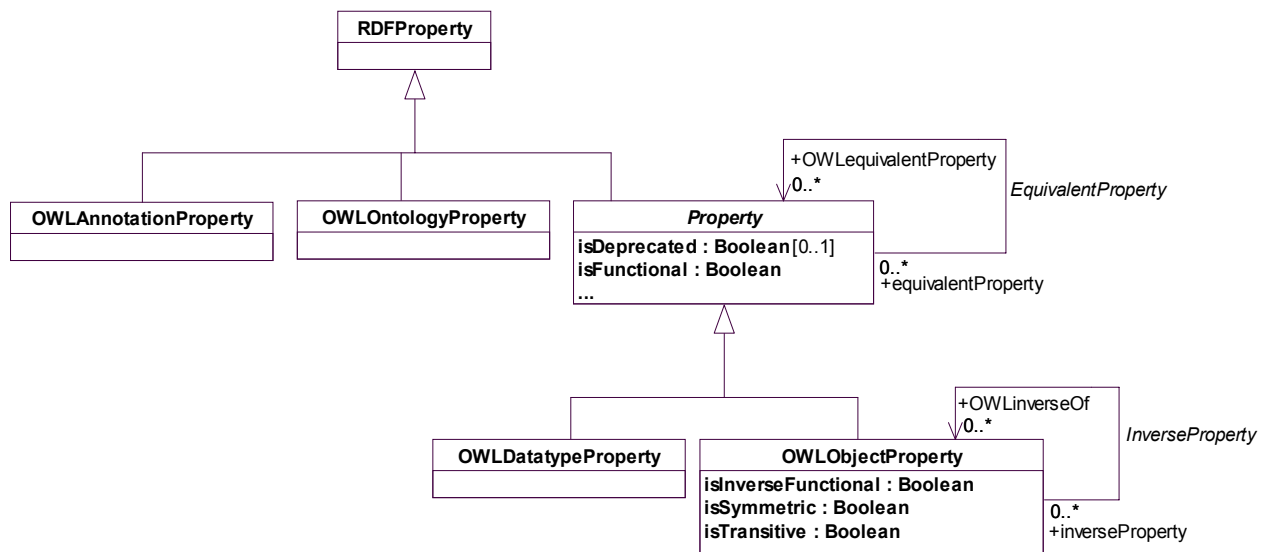 RDFProperty
+OWLequivalentProperty
0..*
EquivalentProperty
OWLAnnotationProperty
OWLOntologyProperty
Property
isDeprecated : Boolean[0..1]
isFunctional : Boolean
...
0..*
+equivalentProperty
+OWLinverseOf
0..*
InverseProperty
OWLDatatypeProperty
OWLObjectProperty
isInverseFunctional : Boolean
isSymmetric : Boolean
isTransitive : Boolean
0..*
+inverseProperty